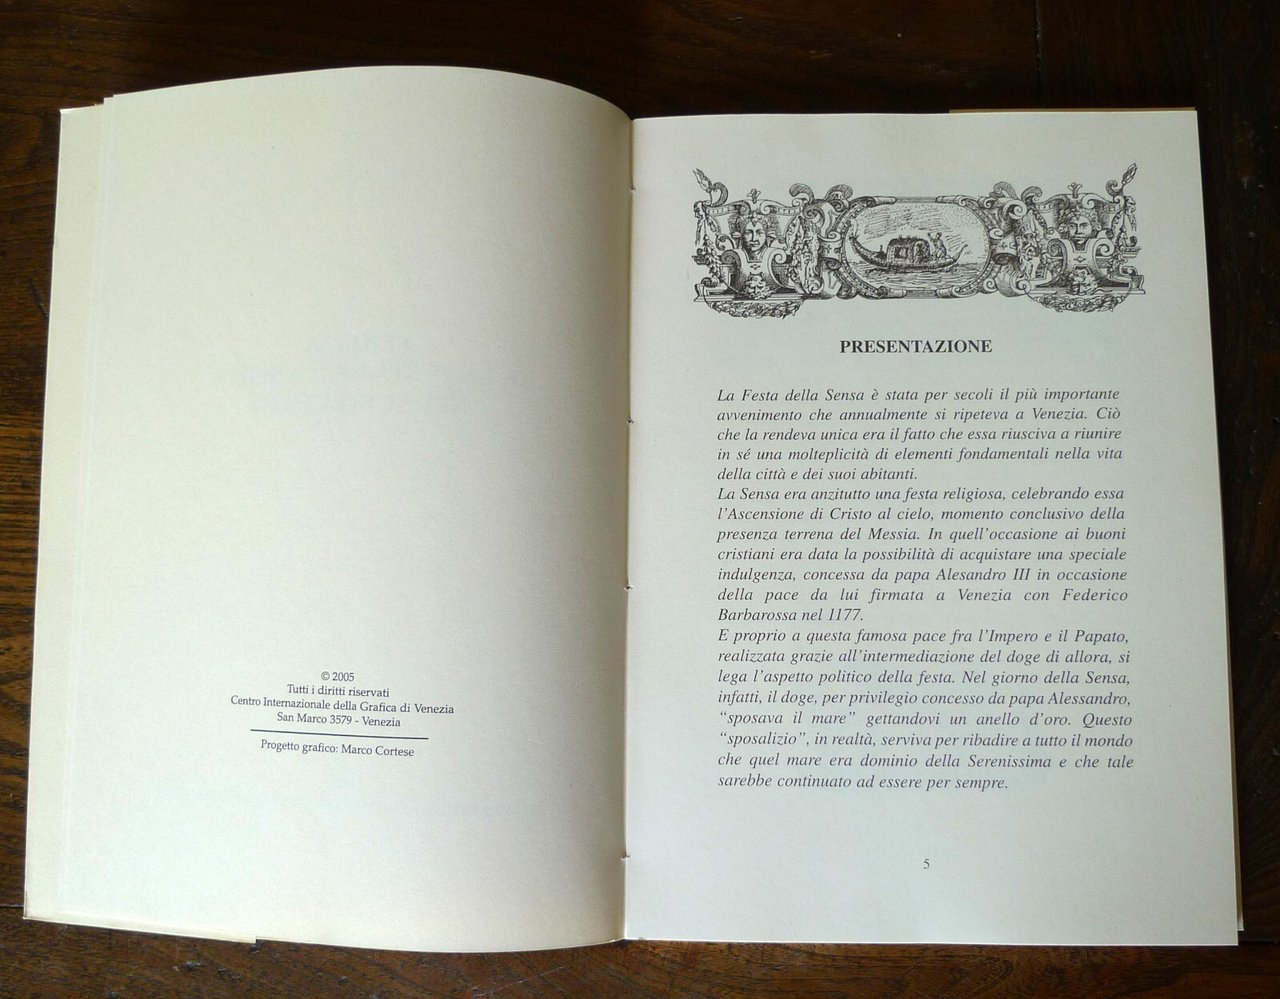 © 2005
Tutti i diritti riservati
Centro Internazionale della Grafica di Venezia
San Marco 3579 - Venezia
Progetto grafico: Marco Cortese
PRESENTAZIONE
La Festa della Sensa è stata per secoli il più importante
avvenimento che annualmente si ripeteva a Venezia. Ciò
che la rendeva unica era il fatto che essa riusciva a riunire
in sé una molteplicità di elementi fondamentali nella vita
della città e dei suoi abitanti.
La Sensa era anzitutto una festa religiosa, celebrando essa
l'Ascensione di Cristo al cielo, momento conclusivo della
presenza terrena del Messia. In quell'occasione ai buoni
cristiani era data la possibilità di acquistare una speciale
indulgenza, concessa da papa Alesandro III in occasione
della pace da lui firmata a Venezia con Federico
Barbarossa nel 1177.
E proprio a questa famosa pace fra l'Impero e il Papato,
realizzata grazie all'intermediazione del doge di allora, si
lega l'aspetto politico della festa. Nel giorno della Sensa,
infatti, il doge, per privilegio concesso da papa Alessandro,
“sposava il mare” gettandovi un anello d'oro. Questo
“sposalizio”, in realtà, serviva per ribadire a tutto il mondo
che quel mare era dominio della Serenissima e che tale
sarebbe continuato ad essere per sempre.
5